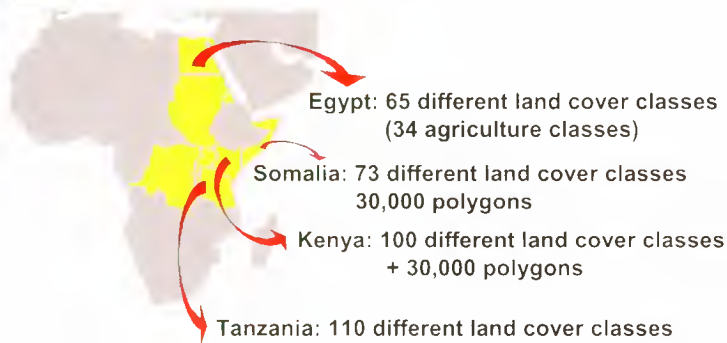 Egypt: 65 different land cover classes
(34 agriculture classes)
Somalia: 73 different land cover classes
30,000 polygons
Kenya: 100 different land cover classes
+ 30,000 polygons
Tanzania: 110 different land cover classes